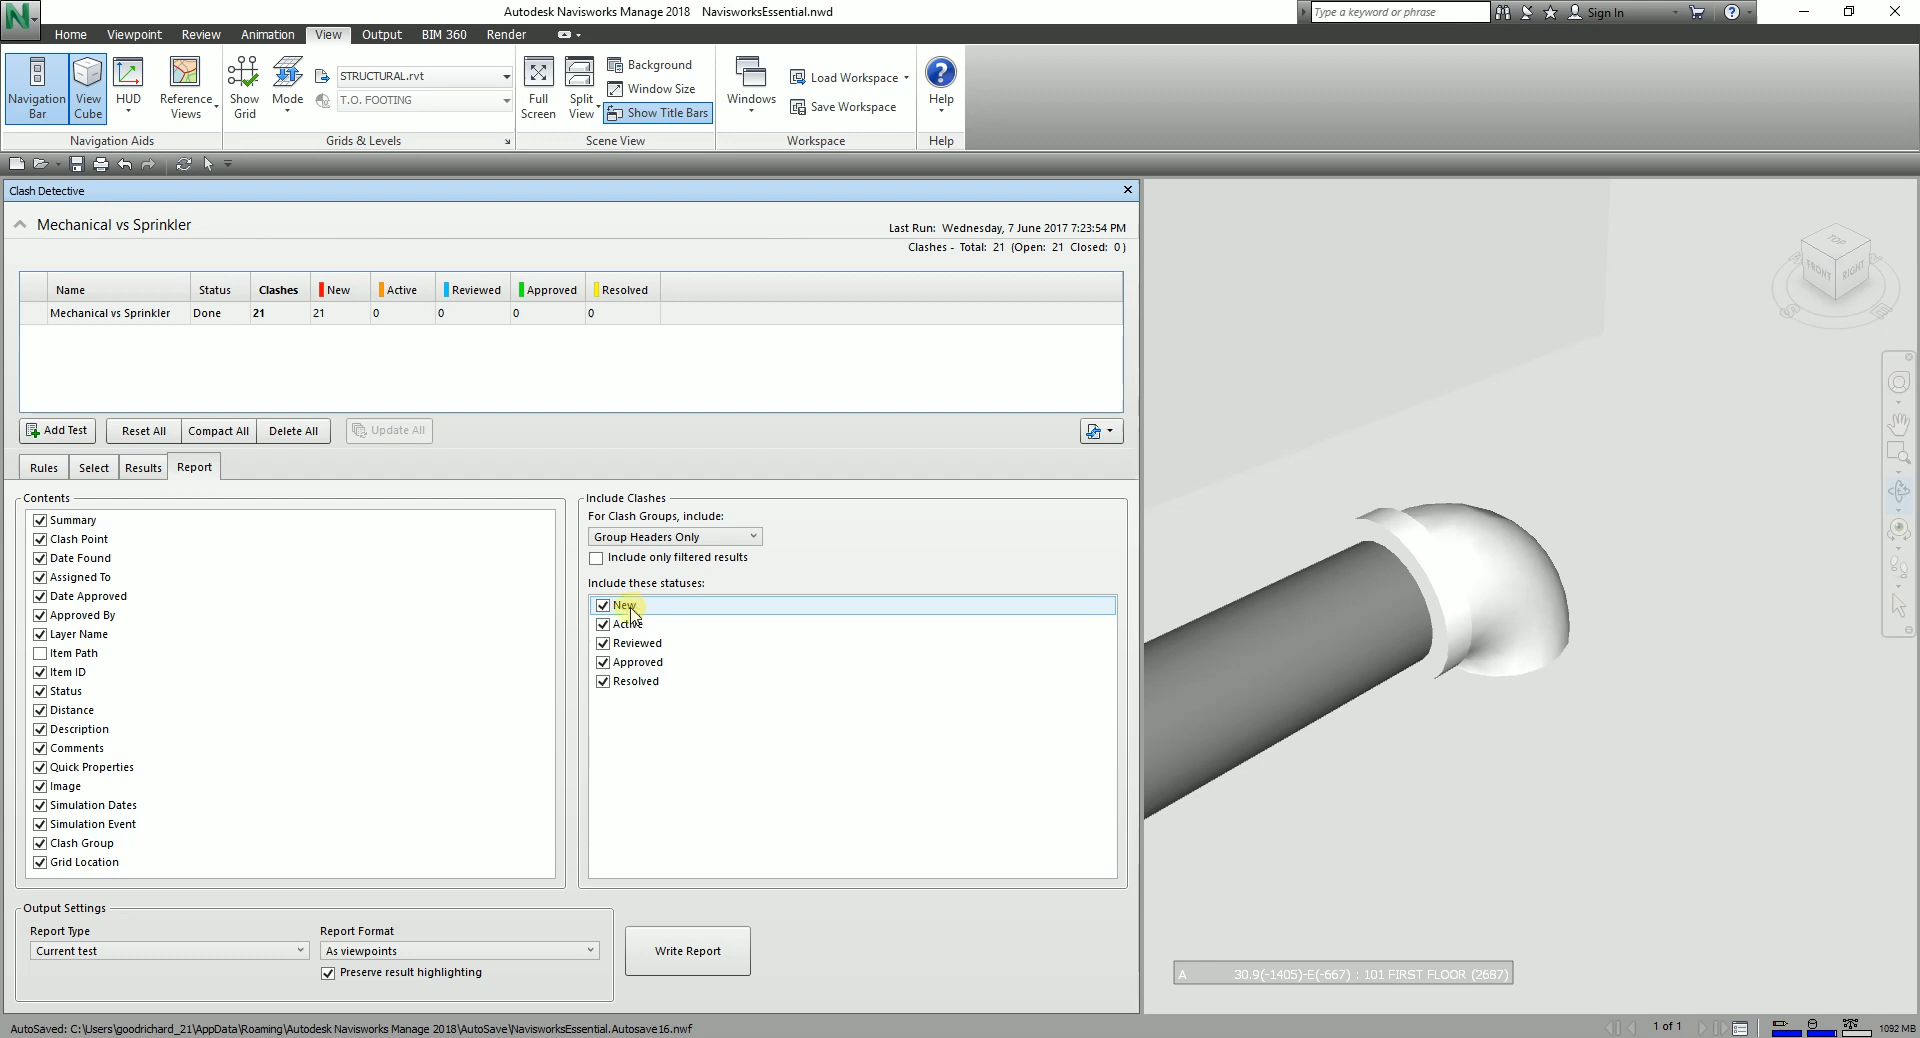 Autodesk Navisworks Manage 2018 NavisworksEssential.nwd
Type a keyword or phrase
Sign In
Home Viewpoint Review Animation View Output BIM 360 Render
Navigation Bar
View Cube
HUD
Reference Views
Show Grid
Mode
STRUCTURAL.rvt
T.O. FOOTING
Full Screen
Split View
Background
Window Size
Show Title Bars
Windows
Load Workspace
Save Workspace
Help
Navigation Aids
Grids & Levels
Scene View
Workspace
Help
Clash Detective
Mechanical vs Sprinkler
Last Run: Wednesday, 7 June 2017 7:23:54 PM
Clashes - Total: 21 (Open: 21 Closed: 0)
Name Status Clashes New Active Reviewed Approved Resolved
Mechanical vs Sprinkler Done 21 21 0 0 0 0
Add Test Reset All Compact All Delete All Update All
Rules Select Results Report
Contents
Summary
Clash Point
Date Found
Assigned To
Date Approved
Approved By
Layer Name
Item Path
Item ID
Status
Distance
Description
Comments
Quick Properties
Image
Simulation Dates
Simulation Event
Clash Group
Grid Location
Include Clashes
For Clash Groups, include:
Group Headers Only
Include only filtered results
Include these statuses:
New
Active
Reviewed
Approved
Resolved
Output Settings
Report Type
Current test
Report Format
As viewpoints
Preserve result highlighting
Write Report
TOP
FRONT
RIGHT
S
E
A 30.9(-1405)-E(-667) : 101 FIRST FLOOR (2687)
AutoSaved: C:\Users\goodrichard_21\AppData\Roaming\Autodesk Navisworks Manage 2018\AutoSave\NavisworksEssential.Autosave16.nwf
1 of 1
1092 MB